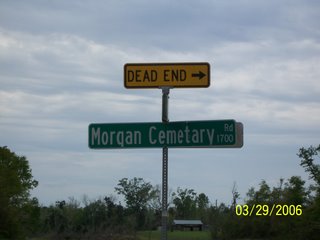 DEAD END
Morgan Cemetary Rd
1700
03/29/2006